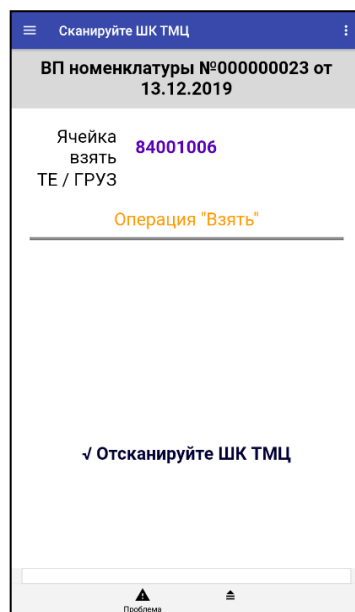 Сканируйте ШК ТМЦ
ВП номенклатуры №000000023 от
13.12.2019
Ячейка
взять
84001006
ТЕ / ГРУЗ
Операция "Взять"
√ Отсканируйте ШК ТМЦ
Проблема